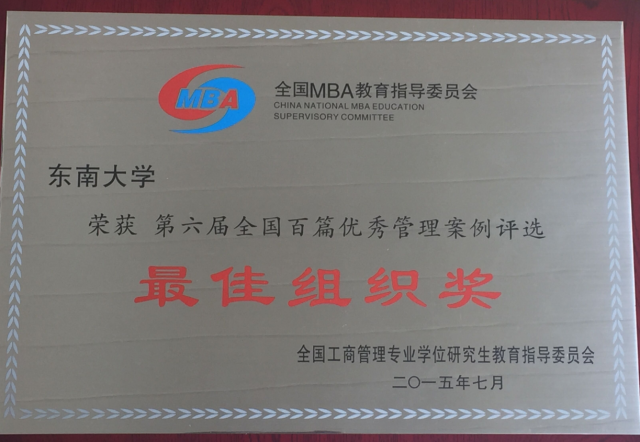 MBA
全国MBA教育指导委员会
CHINA NATIONAL MBA EDUCATION
SUPERVISORY COMMITTEE
东南大学
荣获 第六届全国百篇优秀管理案例评选
最佳组织奖
全国工商管理专业学位研究生教育指导委员会
二〇一五年七月